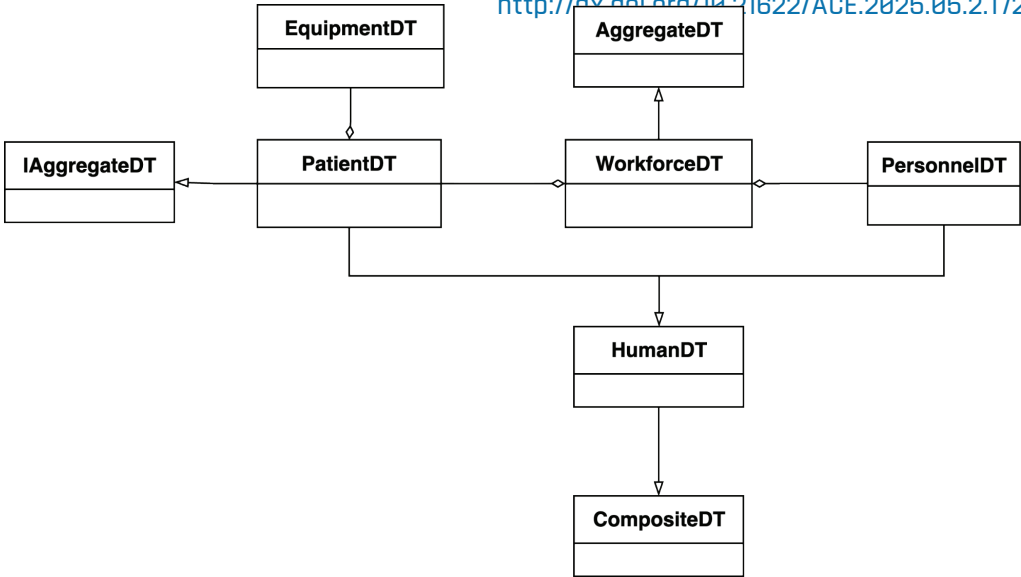 EquipmentDT
AggregateDT
IAggregateDT
PatientDT
WorkforceDT
PersonnelDT
HumanDT
CompositeDT